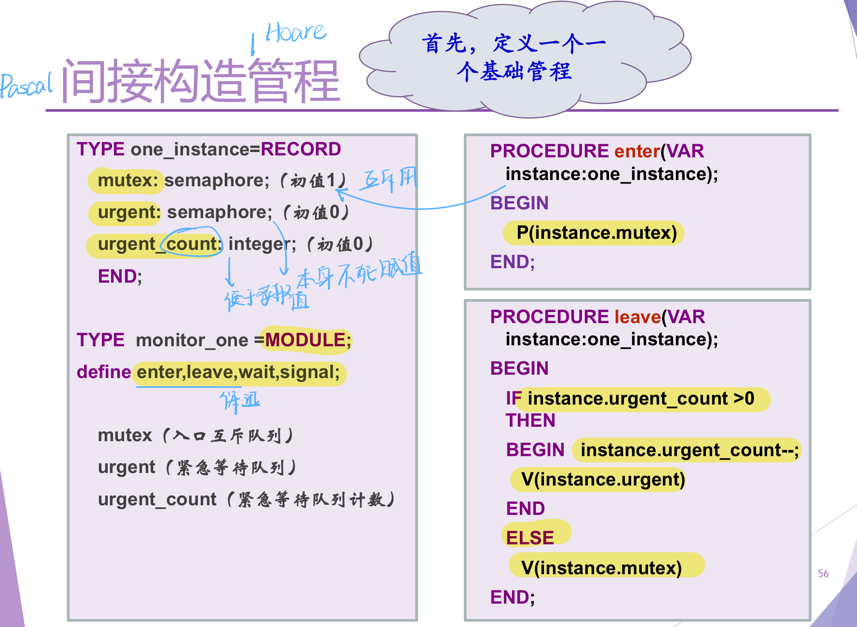 Hoare
Pascal
间接构造管程
首先，定义一个一
个基础管程
TYPE one_instance=RECORD
mutex: semaphore;（初值1） 互斥用
urgent: semaphore;（初值0）
urgent_count: integer;（初值0）
END;
本身不能赋值
便于获取
值
TYPE monitor_one =MODULE;
define enter,leave,wait,signal;
mutex（入口互斥队列）
urgent（紧急等待队列）
urgent_count（紧急等待队列计数）
PROCEDURE enter(VAR
instance:one_instance);
BEGIN
P(instance.mutex)
END;
PROCEDURE leave(VAR
instance:one_instance);
BEGIN
IF instance.urgent_count >0
THEN
BEGIN instance.urgent_count--;
V(instance.urgent)
END
ELSE
V(instance.mutex)
END;
56